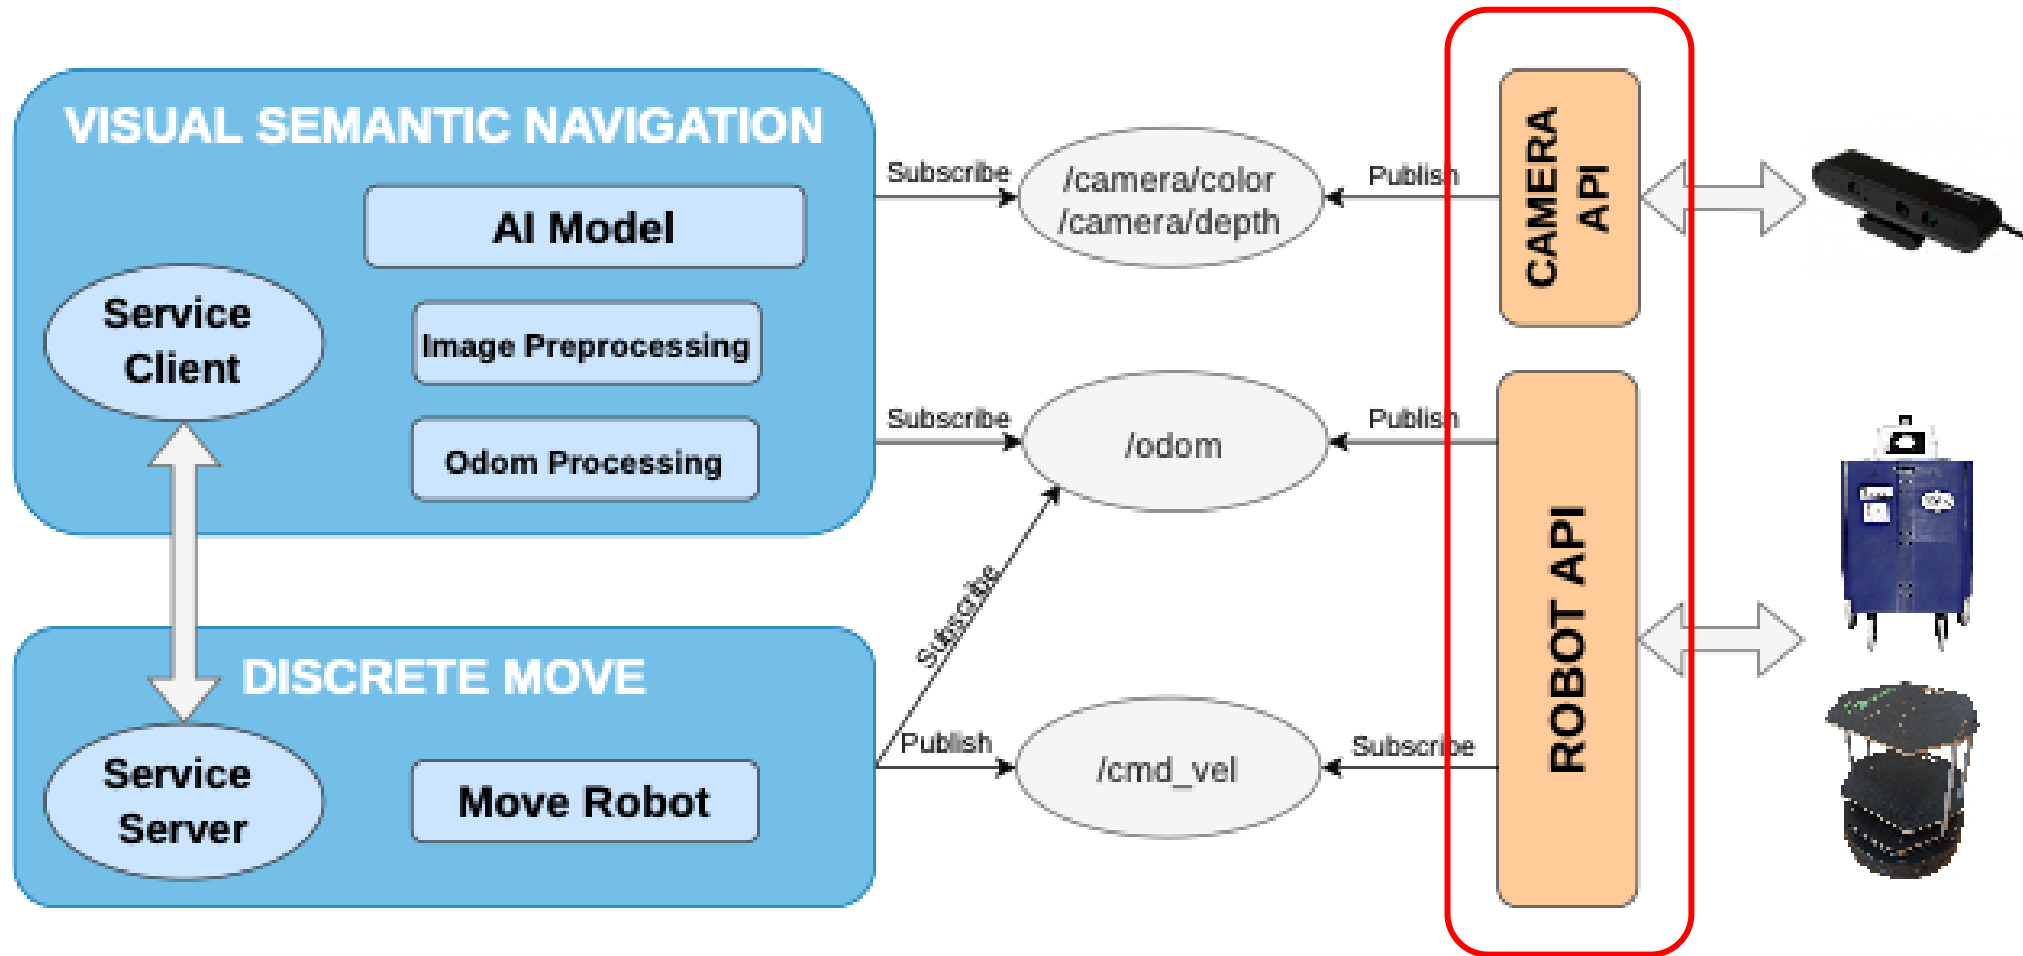 VISUAL SEMANTIC NAVIGATION
AI Model
Service
Client
Image Preprocessing
Odom Processing
DISCRETE MOVE
Service
Server
Move Robot
Subscribe
/camera/color
/camera/depth
Publish
Subscribe
/odom
Publish
Subscribe
Publish
/cmd_vel
Subscribe
CAMERA
API
ROBOT API